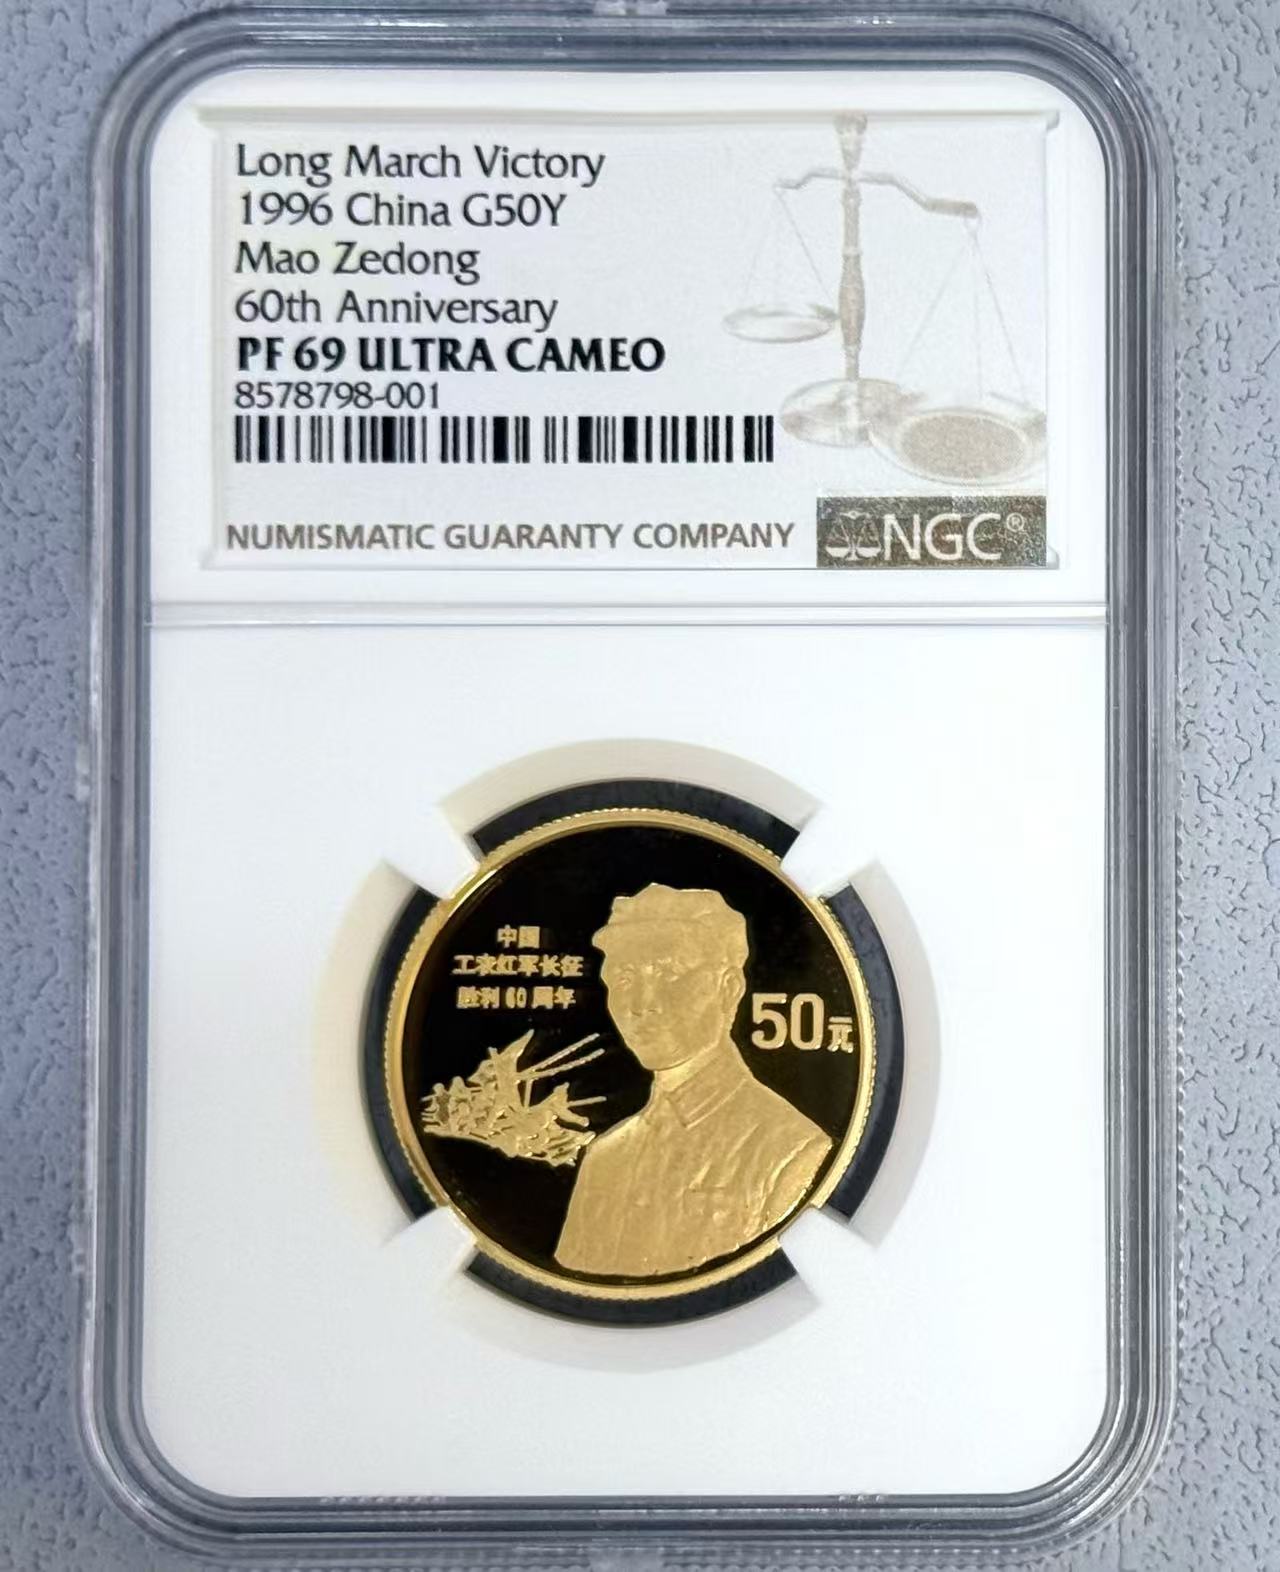 Long March Victory
1996 China G50Y
Mao Zedong
60th Anniversary
PF 69 ULTRA CAMEO
8578798-001
NUMISMATIC GUARANTY COMPANY
NGC®
中国
工农红军长征
胜利60周年
50元